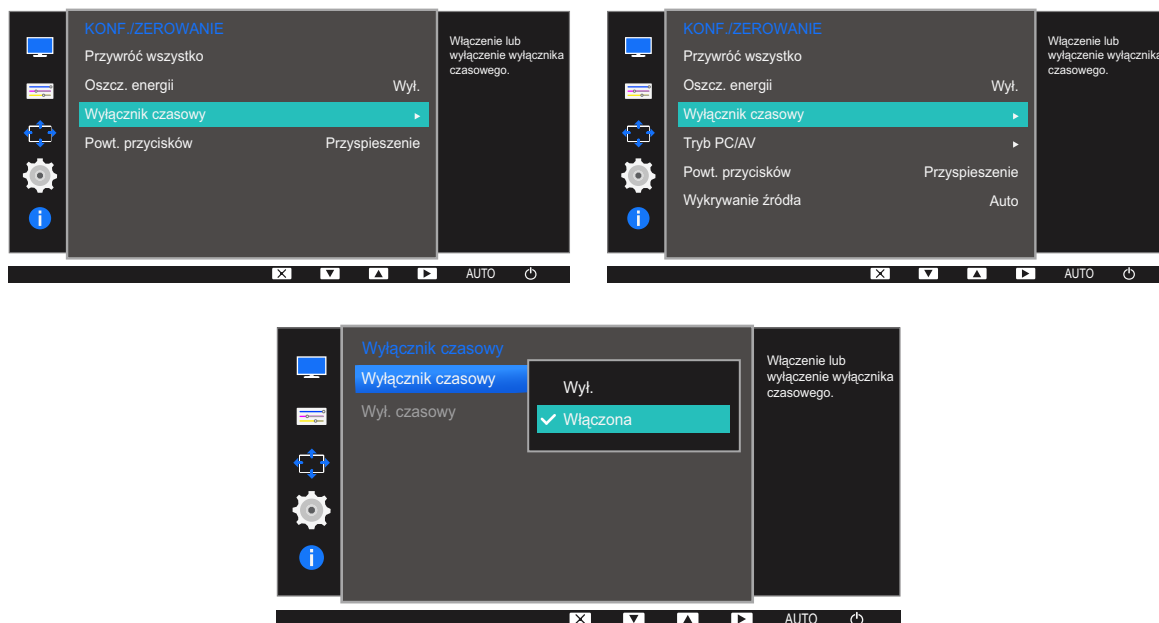 KONF./ZEROWANIE
Przywróć wszystko
Oszcz. energii Wył.
Wyłącznik czasowy
Powt. przycisków Przyspieszenie
Włączenie lub
wyłączenie wyłącznika
czasowego.
AUTO
KONF./ZEROWANIE
Przywróć wszystko
Oszcz. energii Wył.
Wyłącznik czasowy
Tryb PC/AV
Powt. przycisków Przyspieszenie
Wykrywanie źródła Auto
Włączenie lub
wyłączenie wyłącznika
czasowego.
AUTO
Wyłącznik czasowy
Wyłącznik czasowy
Wył. czasowy
Wył.
Włączona
Włączenie lub
wyłączenie wyłącznika
czasowego.
AUTO